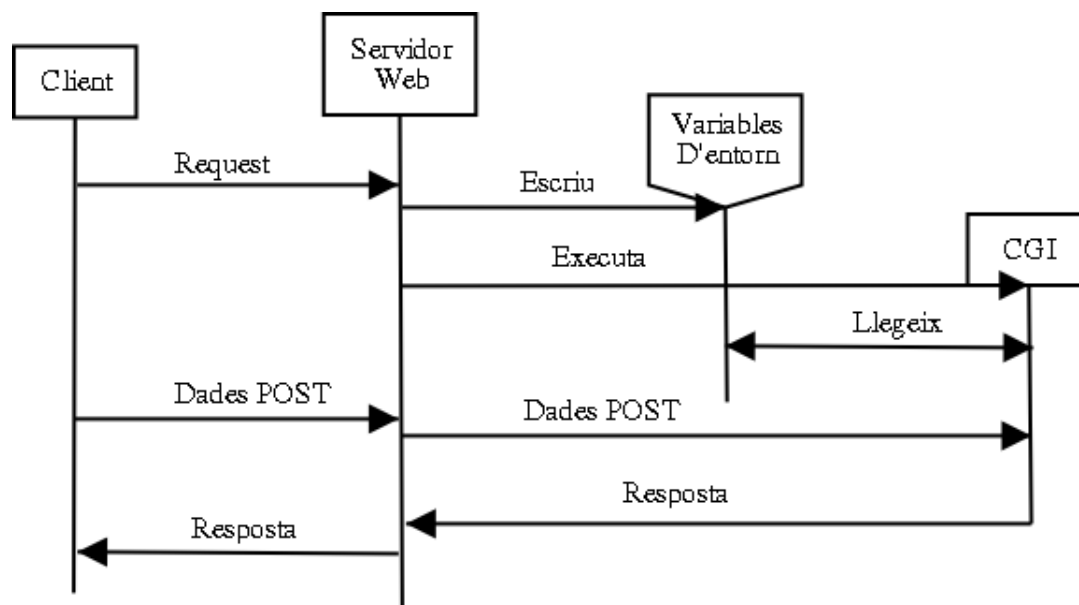 Client
Servidor
Web
Variables
D'entorn
CGI
Request
Escriu
Executa
Llegeix
Dades POST
Dades POST
Resposta
Resposta